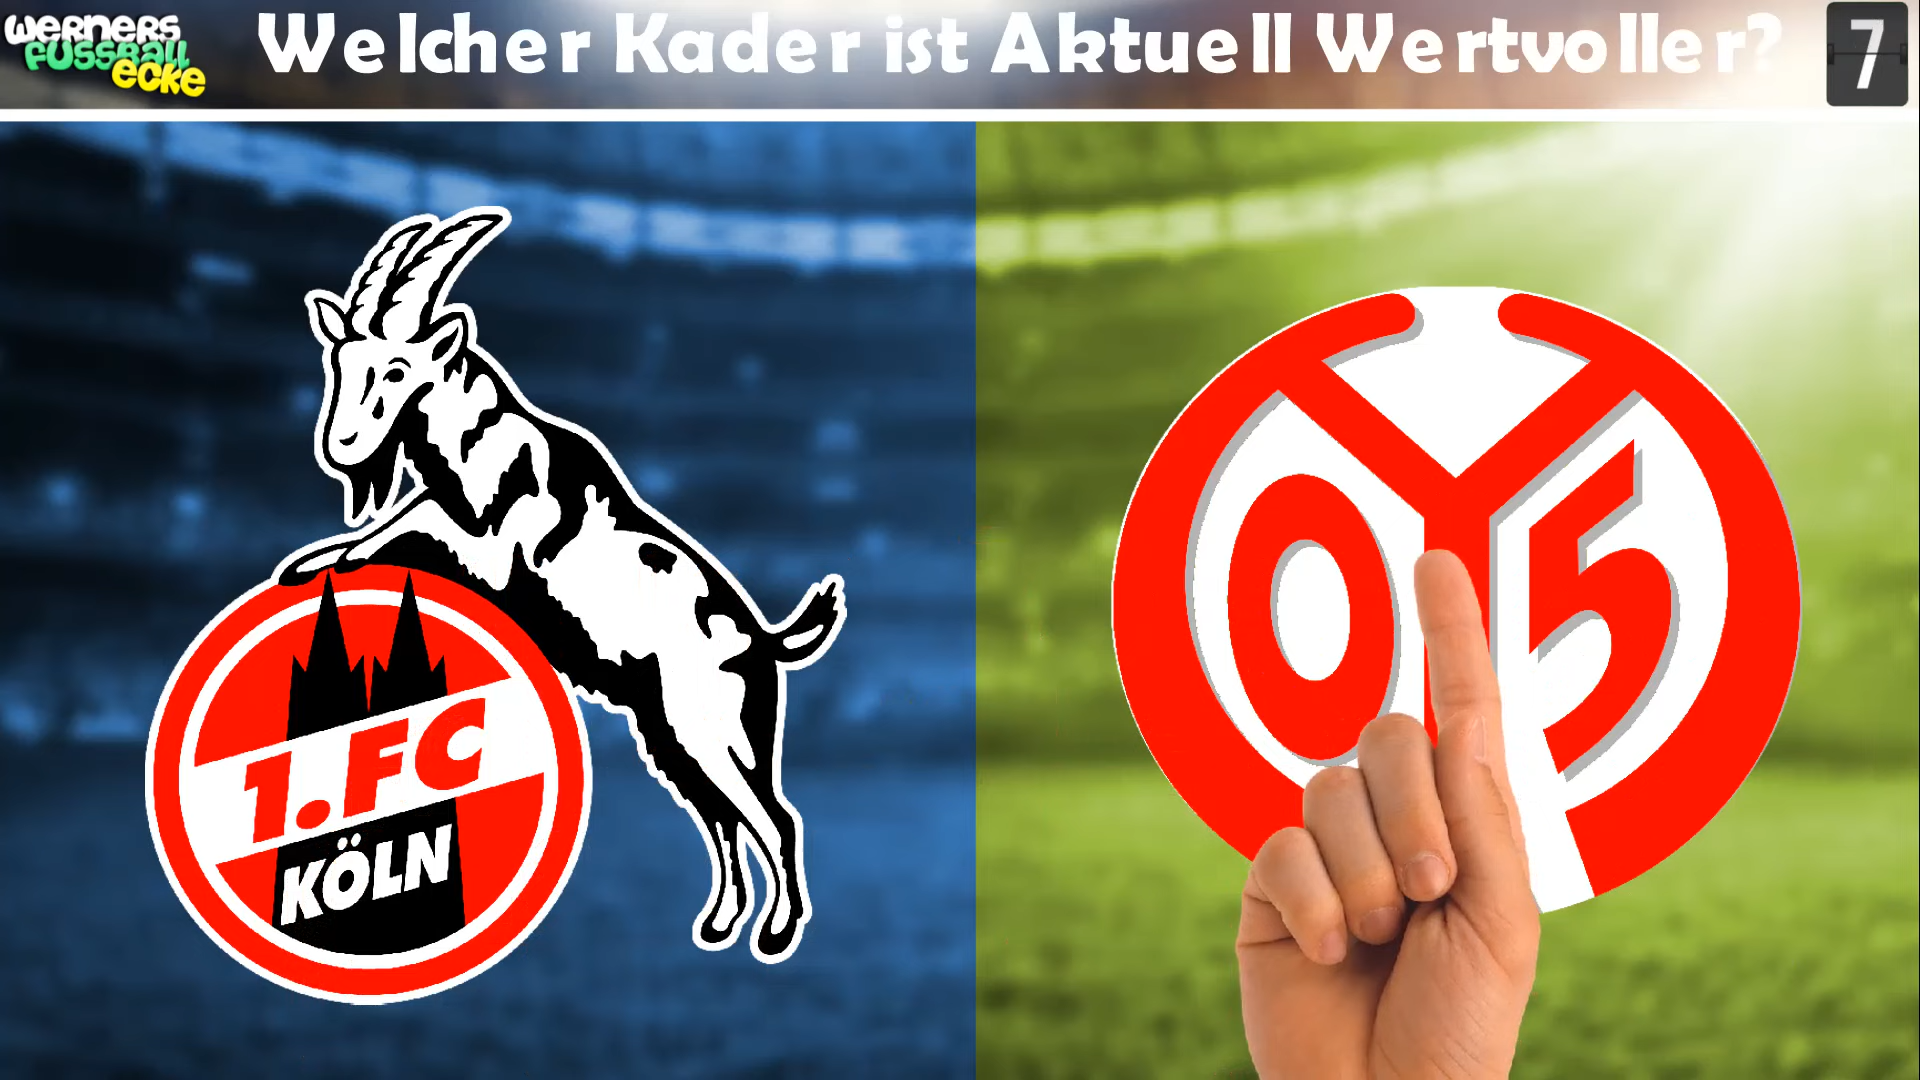 WERNERS
FUSSBALL
ECKE
Welcher Kader ist Aktuell Wertvoller?
7
1.FC
KÖLN
05